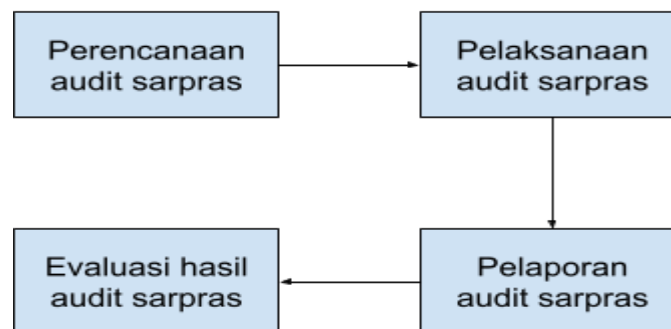 Perencanaan
audit sarpras
Pelaksanaan
audit sarpras
Pelaporan
audit sarpras
Evaluasi hasil
audit sarpras